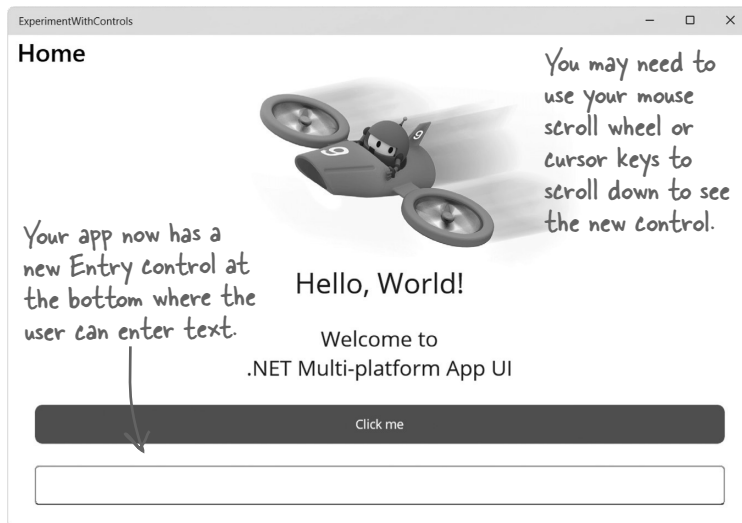 ExperimentWithControls
Home
You may need to
use your mouse
scroll wheel or
cursor keys to
scroll down to see
the new control.
9
9
Your app now has a
new Entry control at
the bottom where the
user can enter text.
Hello, World!
Welcome to
.NET Multi-platform App UI
Click me